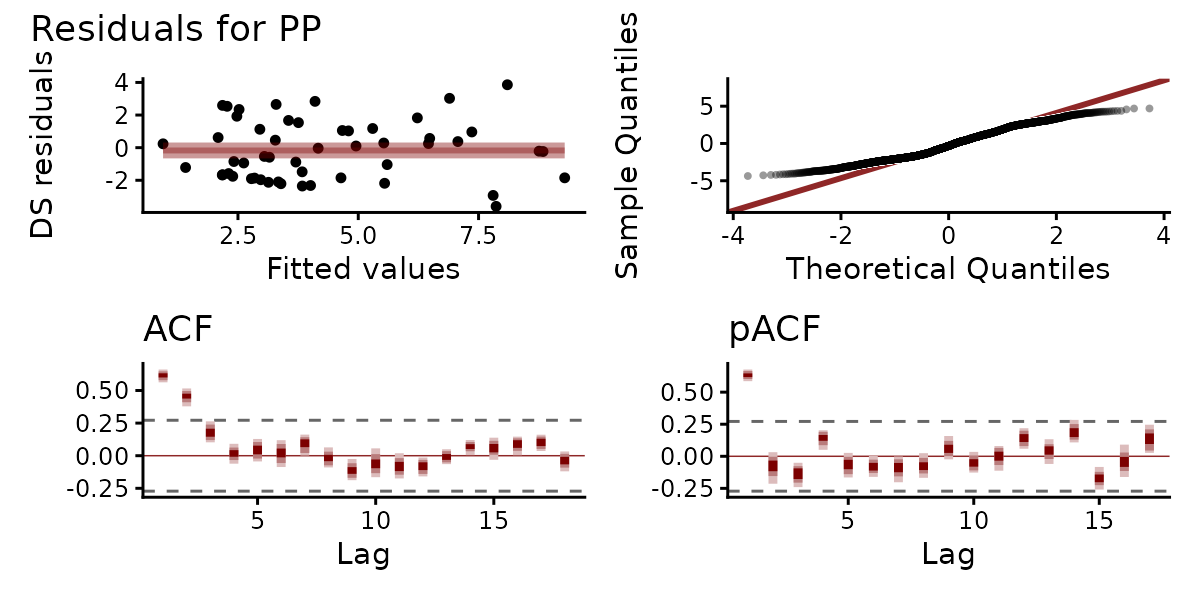 Residuals for PP
DS residuals
4
2
0
-2
2.5 5.0 7.5
Fitted values
Sample Quantiles
5
0
-5
-4 -2 0 2 4
Theoretical Quantiles
ACF
0.50
0.25
0.00
-0.25
5 10 15
Lag
pACF
0.50
0.25
0.00
-0.25
5 10 15
Lag